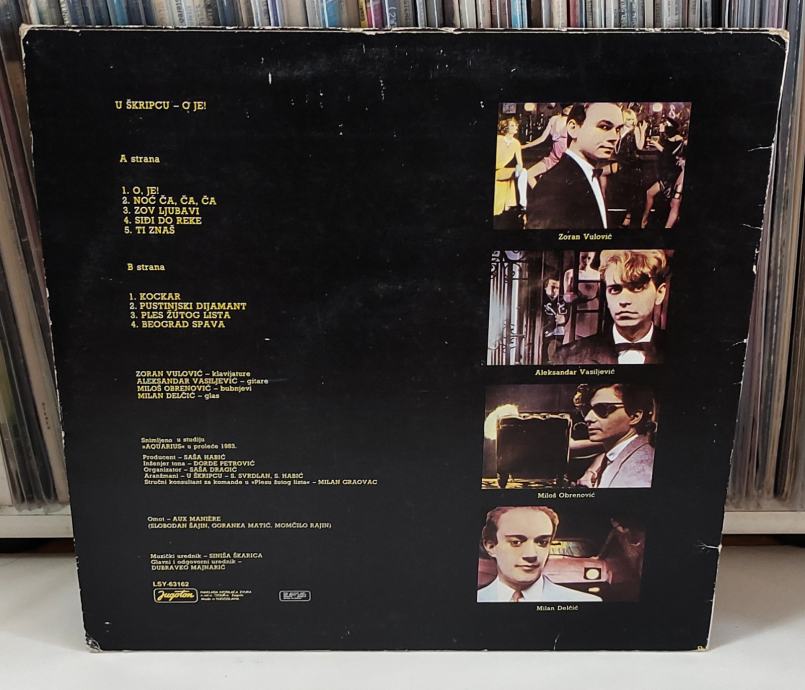 U ŠKRIPCU – O JE!
A strana
1. O, JE!
2. NOĆ ČA, ČA, ČA
3. ZOV LJUBAVI
4. SIĐI DO REKE
5. TI ZNAŠ
B strana
1. KOCKAR
2. PUSTINJSKI DIJAMANT
3. PLES ŽUTOG LISTA
4. BEOGRAD SPAVA
ZORAN VULOVIĆ – klavijature
ALEKSANDAR VASILJEVIĆ – gitare
MILOŠ OBRENOVIĆ – bubnjevi
MILAN DELČIĆ – glas
Snimljeno u studiju
»AQUARIUS« u proleće 1983.
Producent – SAŠA HABIĆ
Inženjer tona – ĐORĐE PETROVIĆ
Organizator – SAŠA DRAGIĆ
Aranžmani – U ŠKRIPCU – S. SVRDLAN, S. HABIĆ
Stručni konsultant za komande u »Plesu žutog lista« – MILAN GRAOVAC
Omot – AUX MANIÈRE
(SLOBODAN ŠAJIN, OGRANKA MATIĆ, MOMČILO RAJIN)
Muzički urednik – SINIŠA ŠKARICA
Glavni i odgovorni urednik –
DUBRAVKO MAJNARIĆ
LSY-63162
Jugoton
Zoran Vulović
Aleksandar Vasiljević
Miloš Obrenović
Milan Delčić